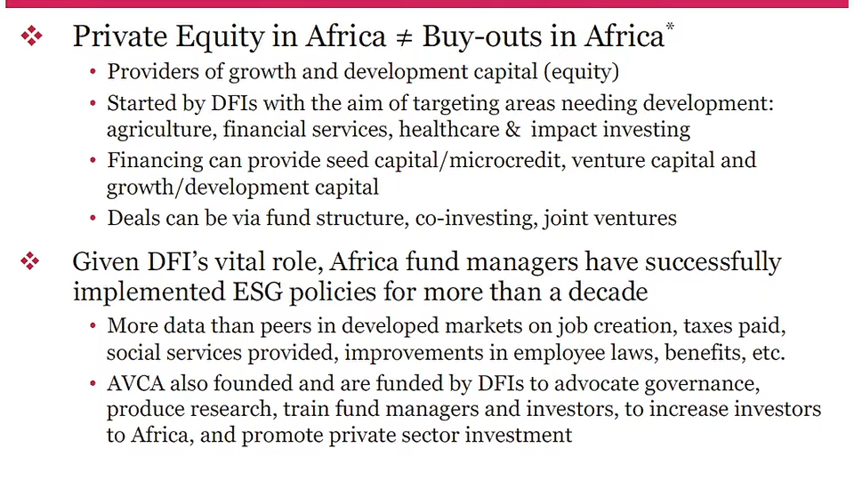 ❖ Private Equity in Africa ≠ Buy-outs in Africa*
• Providers of growth and development capital (equity)
• Started by DFIs with the aim of targeting areas needing development:
agriculture, financial services, healthcare & impact investing
• Financing can provide seed capital/microcredit, venture capital and
growth/development capital
• Deals can be via fund structure, co-investing, joint ventures
❖ Given DFI's vital role, Africa fund managers have successfully
implemented ESG policies for more than a decade
• More data than peers in developed markets on job creation, taxes paid,
social services provided, improvements in employee laws, benefits, etc.
• AVCA also founded and are funded by DFIs to advocate governance,
produce research, train fund managers and investors, to increase investors
to Africa, and promote private sector investment